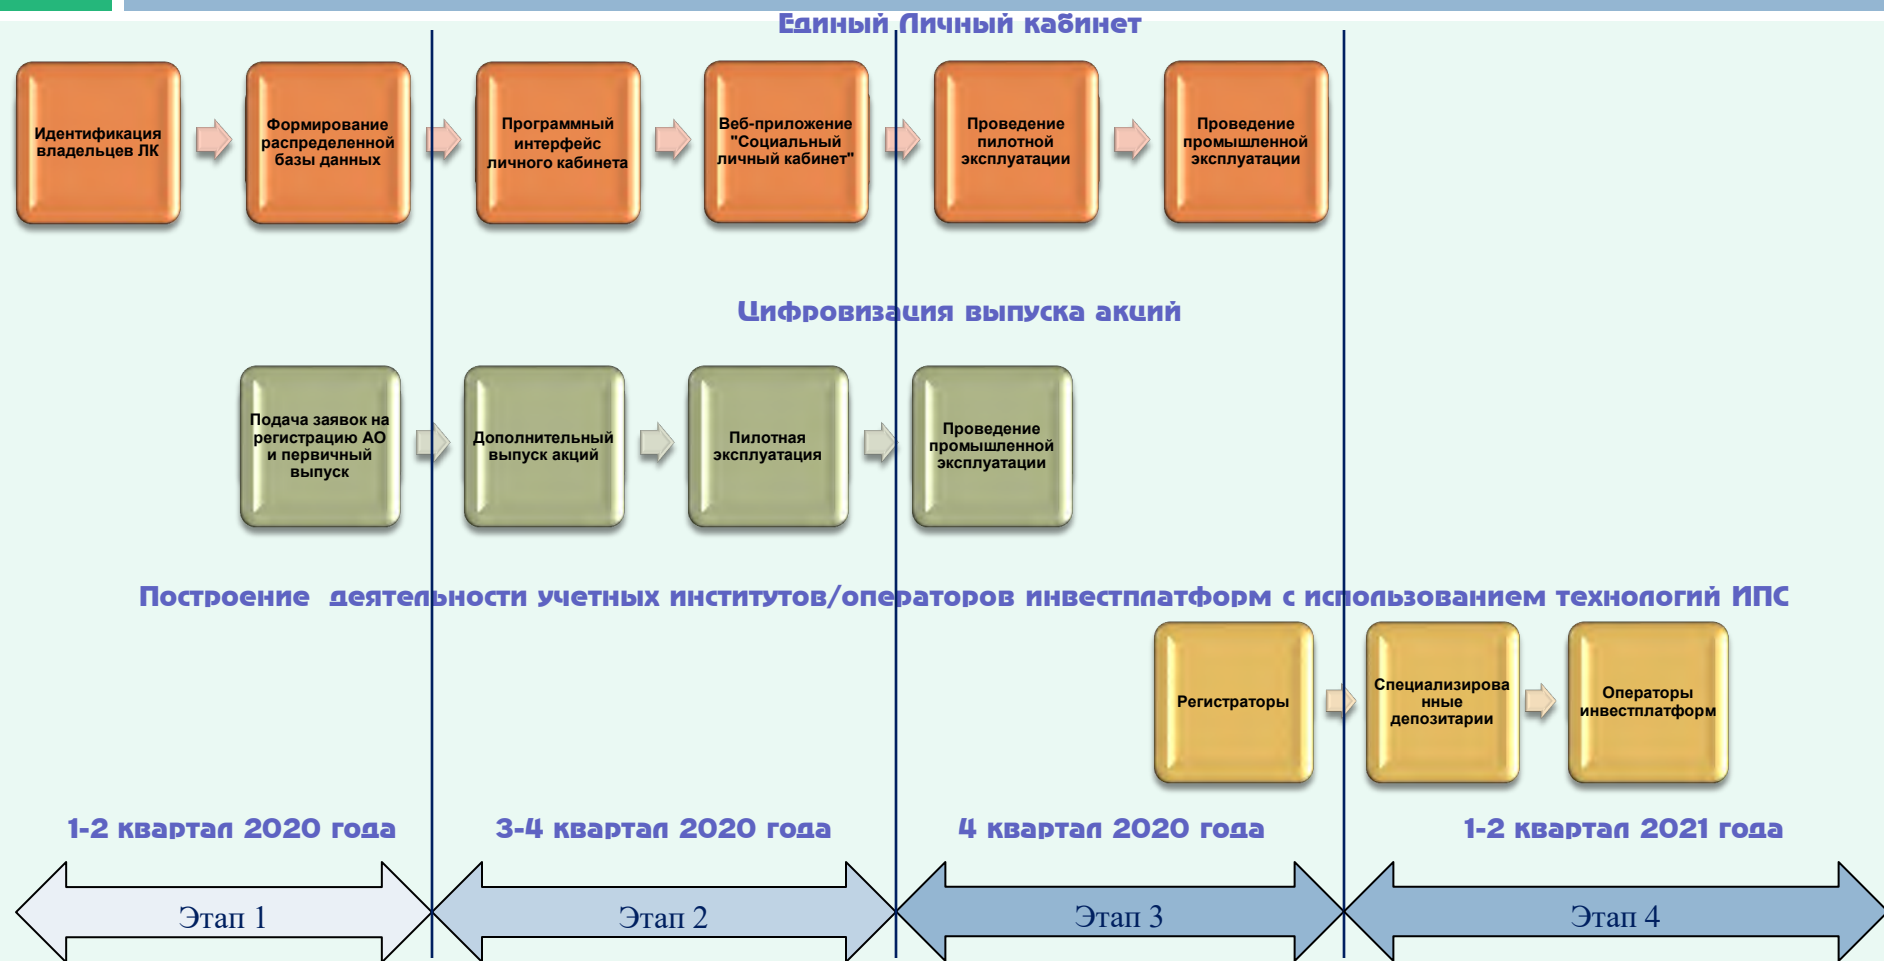 Единый Личный кабинет
Идентификация
владельцев ЛК
Формирование
распределенной
базы данных
Программный
интерфейс
личного кабинета
Веб-приложение
"Социальный
личный кабинет"
Проведение
пилотной
эксплуатации
Проведение
промышленной
эксплуатации
Цифровизация выпуска акций
Подача заявок на
регистрацию АО
и первичный
выпуск
Дополнительный
выпуск акций
Пилотная
эксплуатация
Проведение
промышленной
эксплуатации
Построение деятельности учетных институтов/операторов инвестплатформ с использованием технологий ИПС
Регистраторы
Специализирова
нные
депозитарии
Операторы
инвестплатформ
1-2 квартал 2020 года
3-4 квартал 2020 года
4 квартал 2020 года
1-2 квартал 2021 года
Этап 1
Этап 2
Этап 3
Этап 4